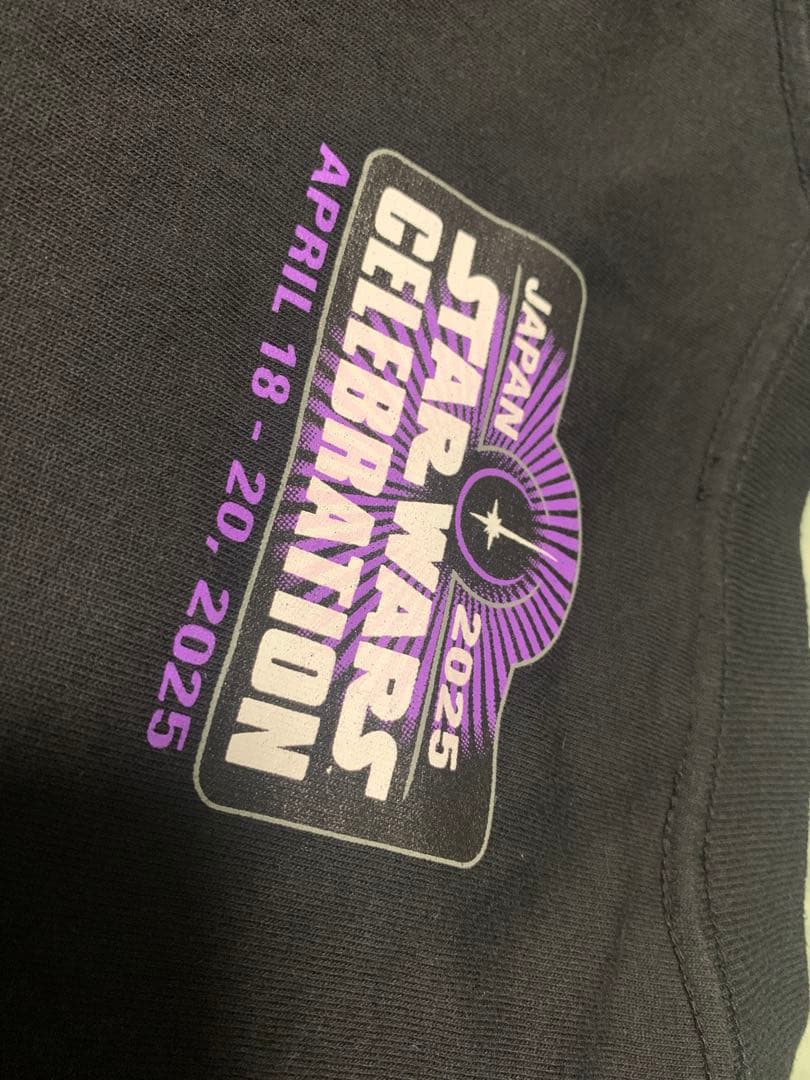 JAPAN 2025
STAR WARS
CELEBRATION
APRIL 18 - 20, 2025